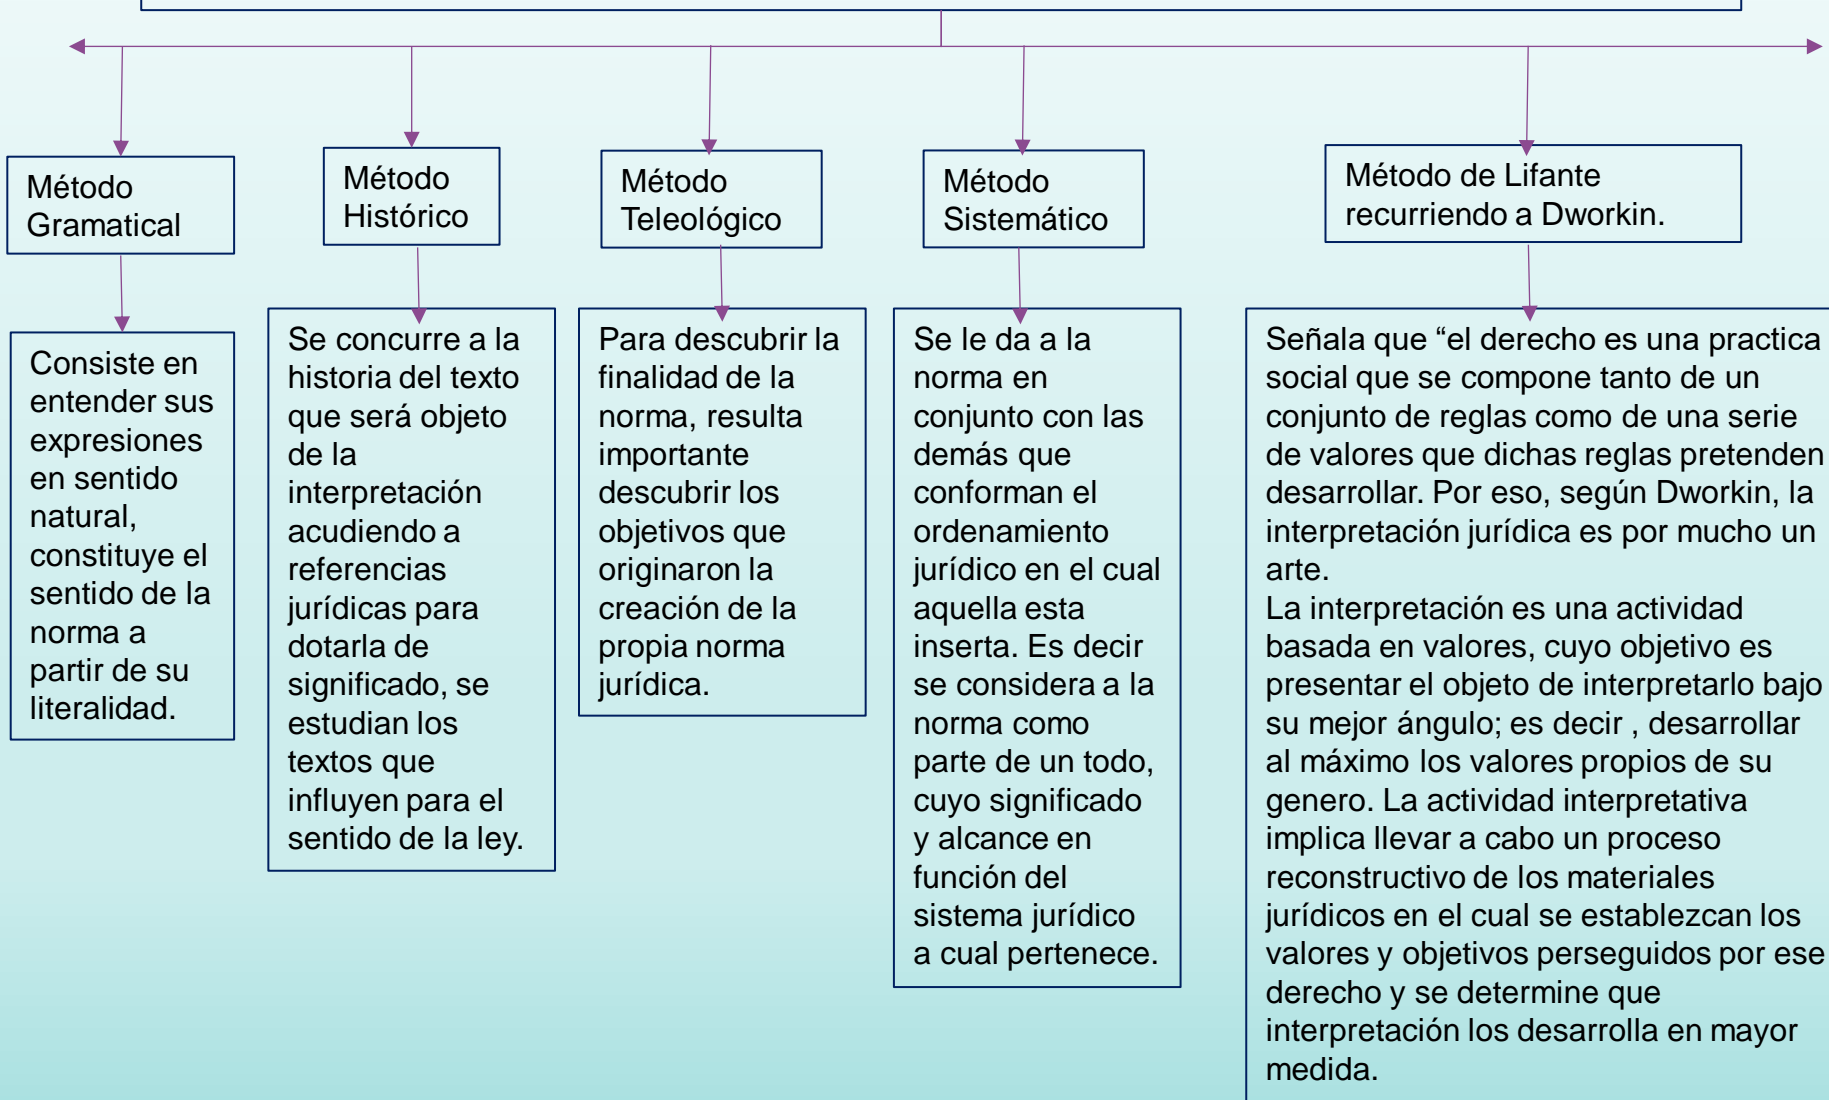 Método
Gramatical
Método
Histórico
Método
Teleológico
Método
Sistemático
Método de Lifante
recurriendo a Dworkin.
Consiste en
entender sus
expresiones
en sentido
natural,
constituye el
sentido de la
norma a
partir de su
literalidad.
Se concurre a la
historia del texto
que será objeto
de la
interpretación
acudiendo a
referencias
jurídicas para
dotarla de
significado, se
estudian los
textos que
influyen para el
sentido de la ley.
Para descubrir la
finalidad de la
norma, resulta
importante
descubrir los
objetivos que
originaron la
creación de la
propia norma
jurídica.
Se le da a la
norma en
conjunto con las
demás que
conforman el
ordenamiento
jurídico en el cual
aquella esta
inserta. Es decir
se considera a la
norma como
parte de un todo,
cuyo significado
y alcance en
función del
sistema jurídico
a cual pertenece.
Señala que “el derecho es una practica
social que se compone tanto de un
conjunto de reglas como de una serie
de valores que dichas reglas pretenden
desarrollar. Por eso, según Dworkin, la
interpretación jurídica es por mucho un
arte.
La interpretación es una actividad
basada en valores, cuyo objetivo es
presentar el objeto de interpretarlo bajo
su mejor ángulo; es decir , desarrollar
al máximo los valores propios de su
genero. La actividad interpretativa
implica llevar a cabo un proceso
reconstructivo de los materiales
jurídicos en el cual se establezcan los
valores y objetivos perseguidos por ese
derecho y se determine que
interpretación los desarrolla en mayor
medida.